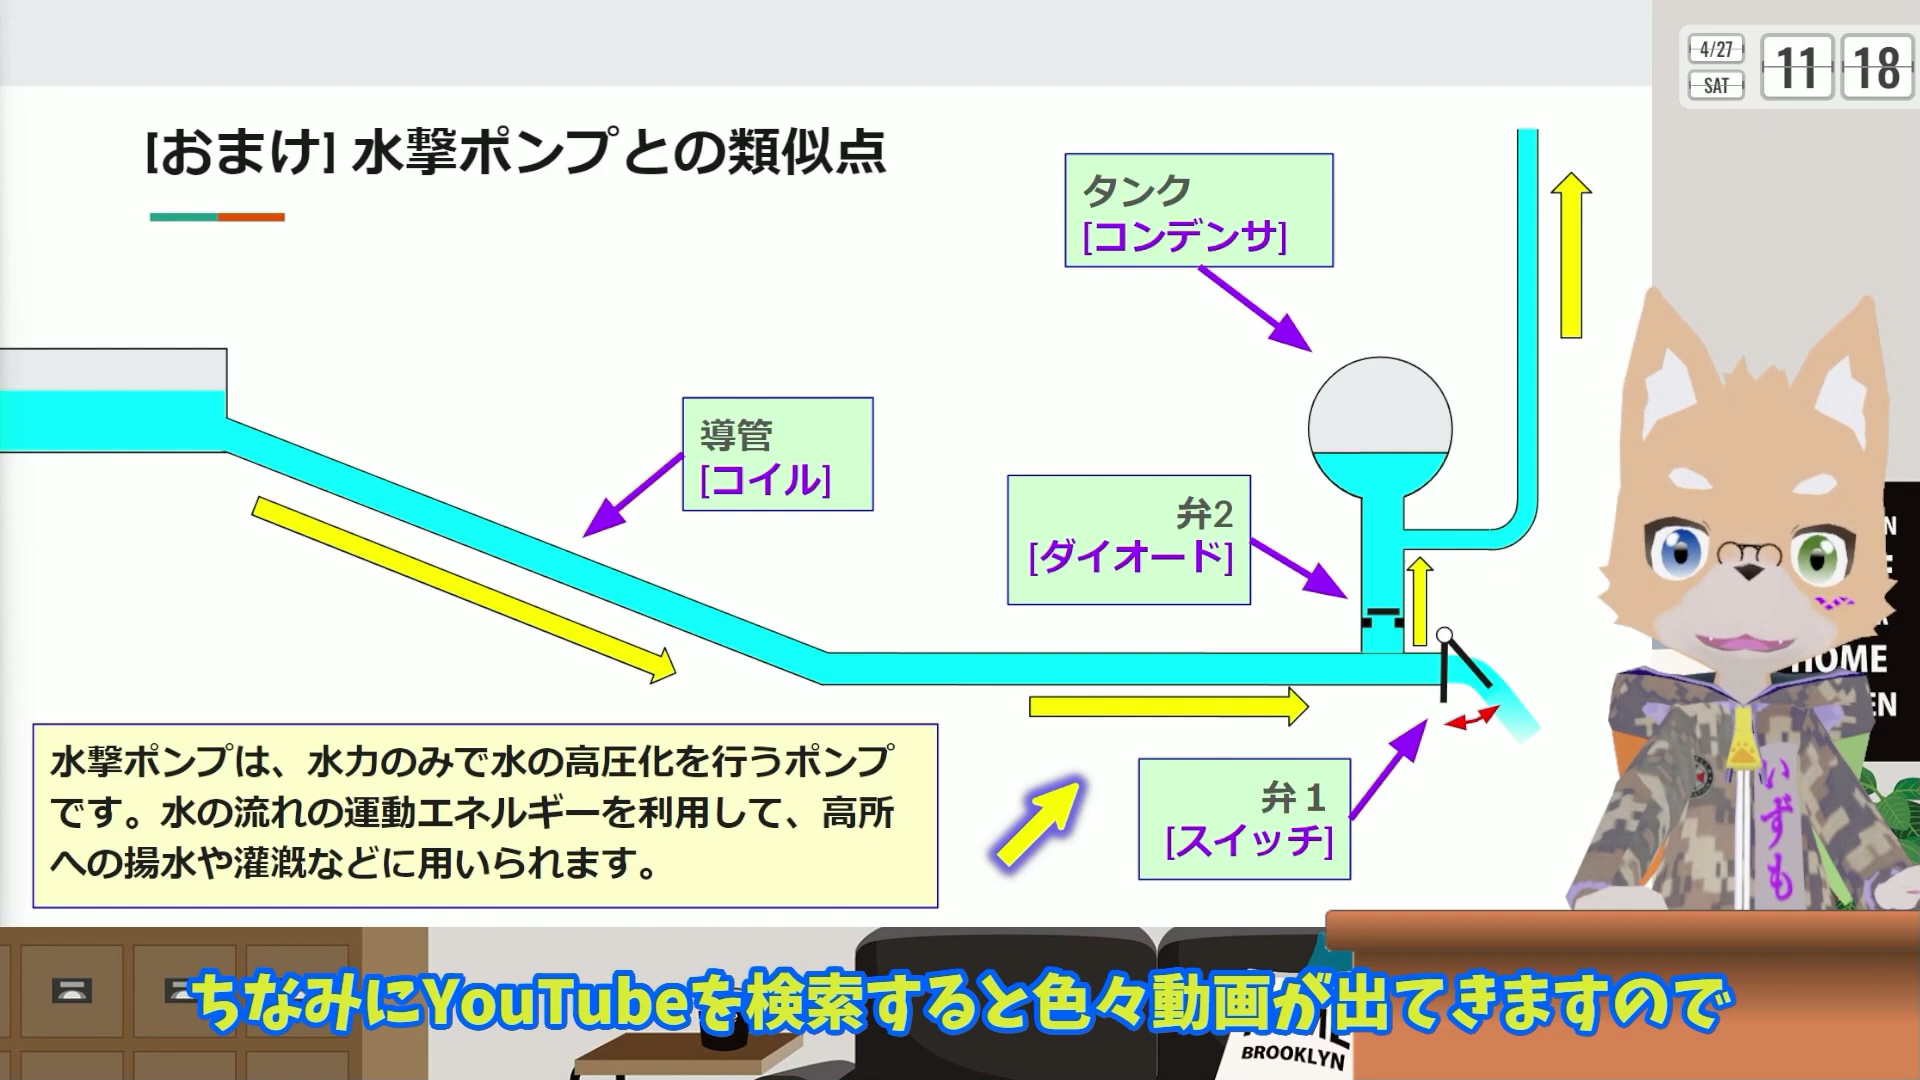 [おまけ] 水撃ポンプとの類似点
4/27
SAT
11 18
タンク
[コンデンサ]
導管
[コイル]
弁2
[ダイオード]
弁1
[スイッチ]
水撃ポンプは、水力のみで水の高圧化を行うポンプ
です。水の流れの運動エネルギーを利用して、高所
への揚水や灌漑などに用いられます。
いずも
HOME
ちなみにYouTubeを検索すると色々動画が出てきますので
BROOKLYN